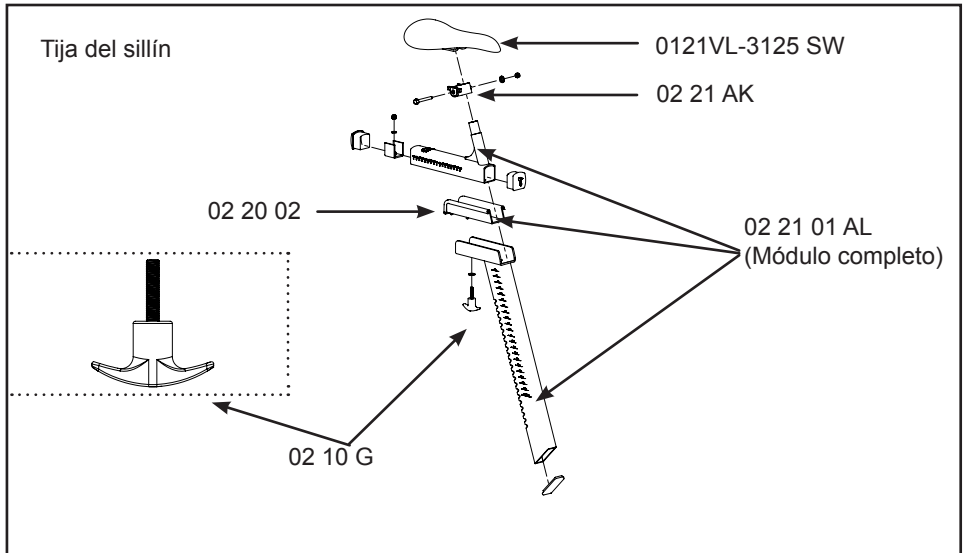 Tija del sillín
0121VL-3125 SW
02 21 AK
02 20 02
02 21 01 AL
(Módulo completo)
02 10 G